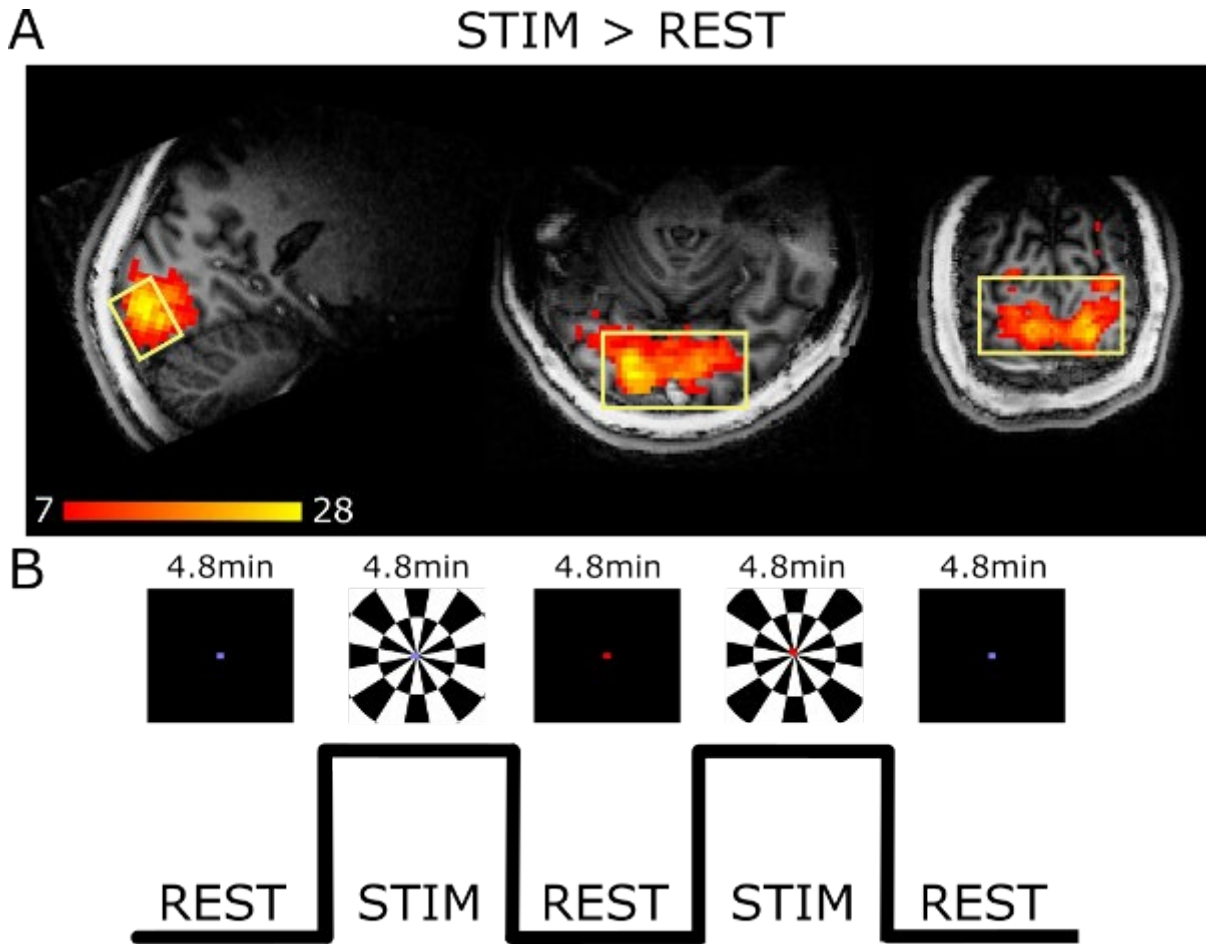 A
STIM > REST
7
28
B
4.8min 4.8min 4.8min 4.8min 4.8min
REST STIM REST STIM REST